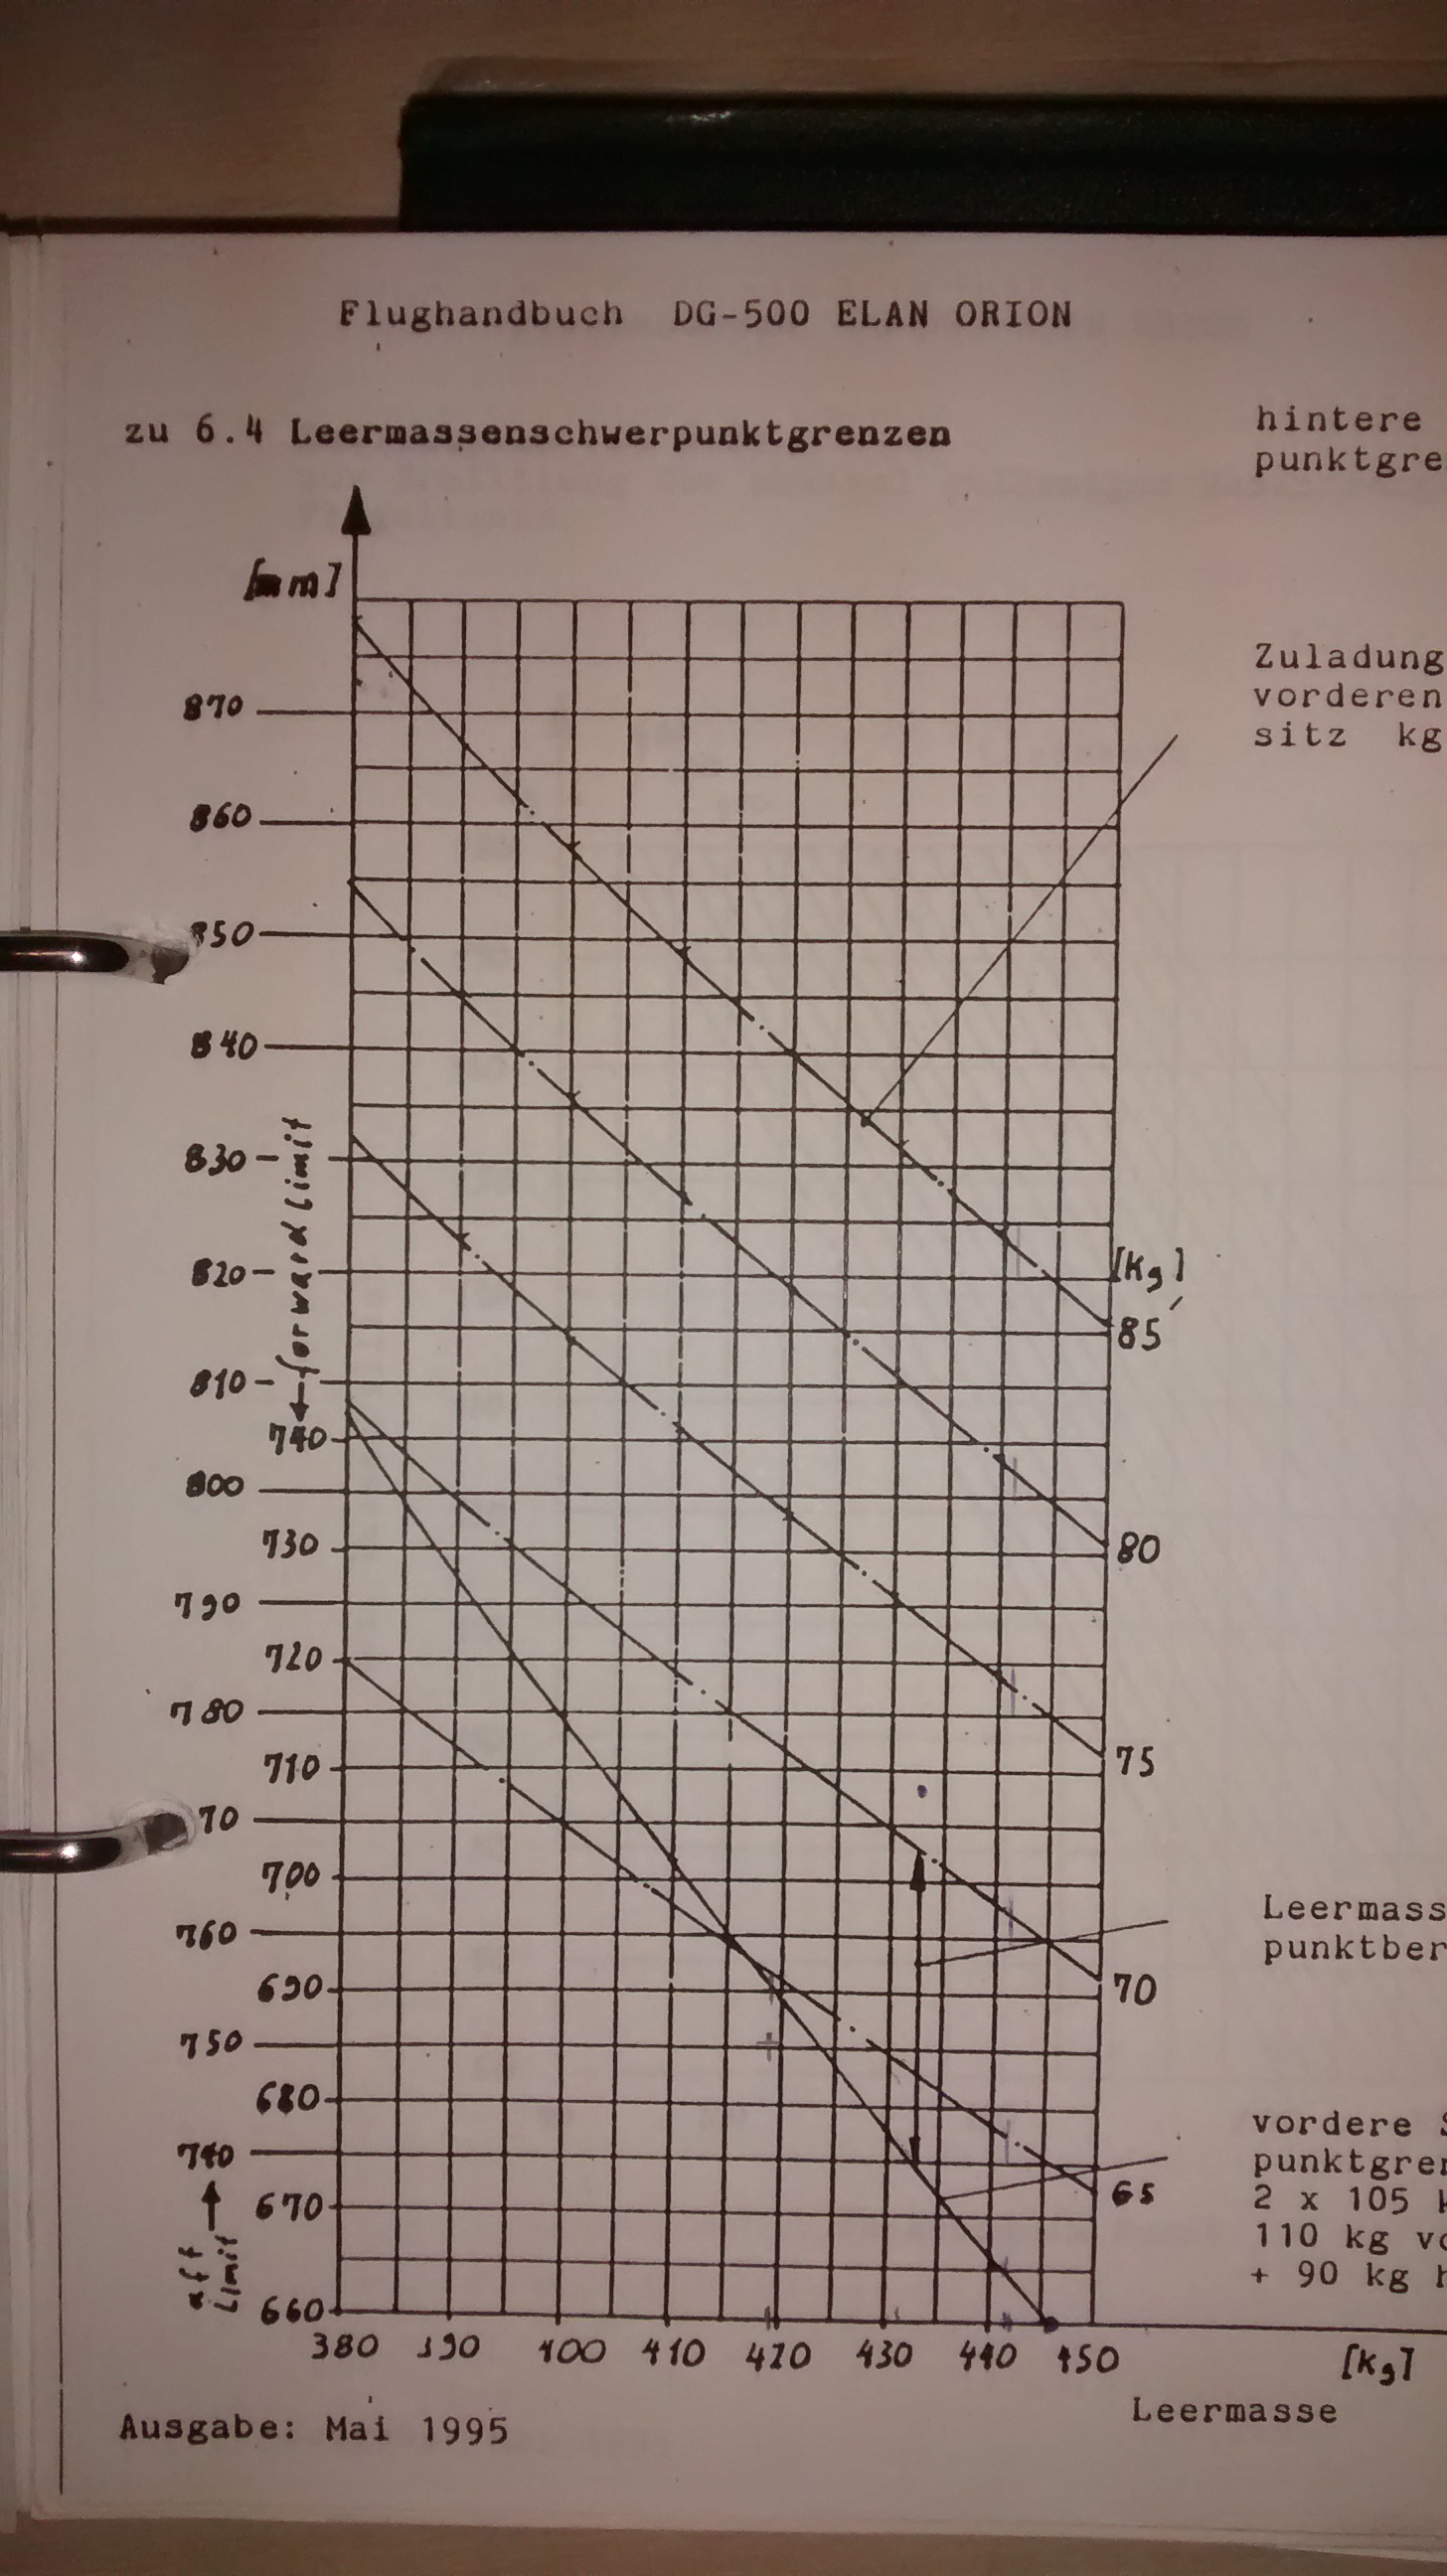 Flughandbuch DG-500 ELAN ORION
zu 6.4 Leermassenschwerpunktgrenzen
hintere
punktgre
[mm]
Zuladung
vorderen
sitz kg
870
860
850
840
830
820
810
740
800
730
790
720
780
710
70
700
760
690
750
680
740
670
660
forward limit
aft limit
[kg]
85
80
75
70
65
Leermass
punktber
vordere S
punktgren
2 x 105 k
110 kg vo
+ 90 kg h
380 390 400 410 420 430 440 450 [kg]
Leermasse
Ausgabe: Mai 1995